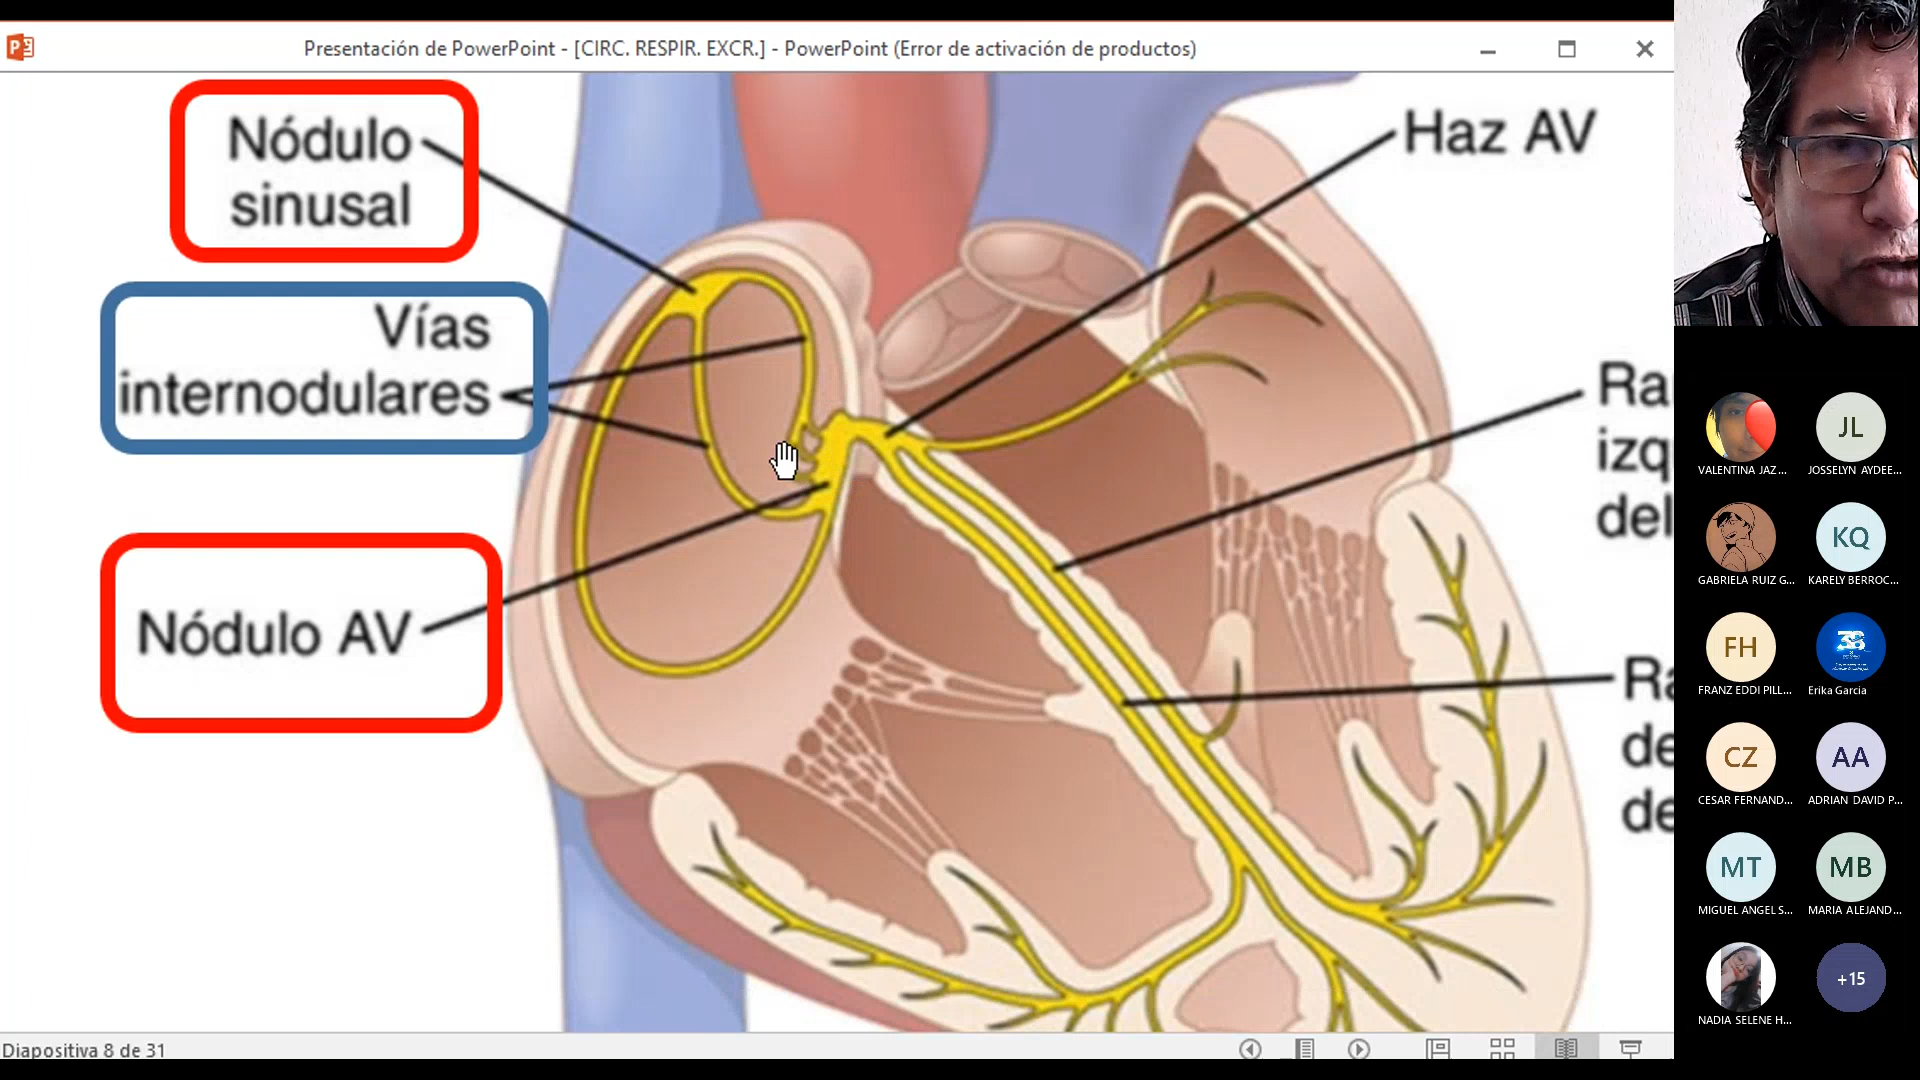 Presentación de PowerPoint - [CIRC. RESPIR. EXCR.] - PowerPoint (Error de activación de productos)
Nódulo
sinusal
Vías
internodulares
Nódulo AV
Haz AV
Ra
izq
del
Ra
de
de
VALENTINA JAZ...
JL
JOSSELYN AYDEE...
GABRIELA RUIZ G...
KQ
KARELY BERROC...
FH
FRANZ EDDI PILL...
38
Erika Garcia
CZ
CESAR FERNAND...
AA
ADRIAN DAVID P...
MT
MIGUEL ANGEL S...
MB
MARIA ALEJAND...
NADIA SELENE H...
+15
Diapositiva 8 de 31